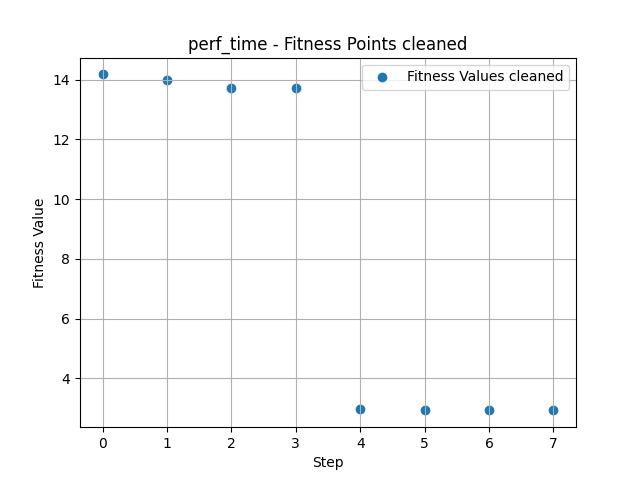 perf_time - Fitness Points cleaned
Fitness Values cleaned
14
12
10
8
6
4
Fitness Value
0 1 2 3 4 5 6 7
Step